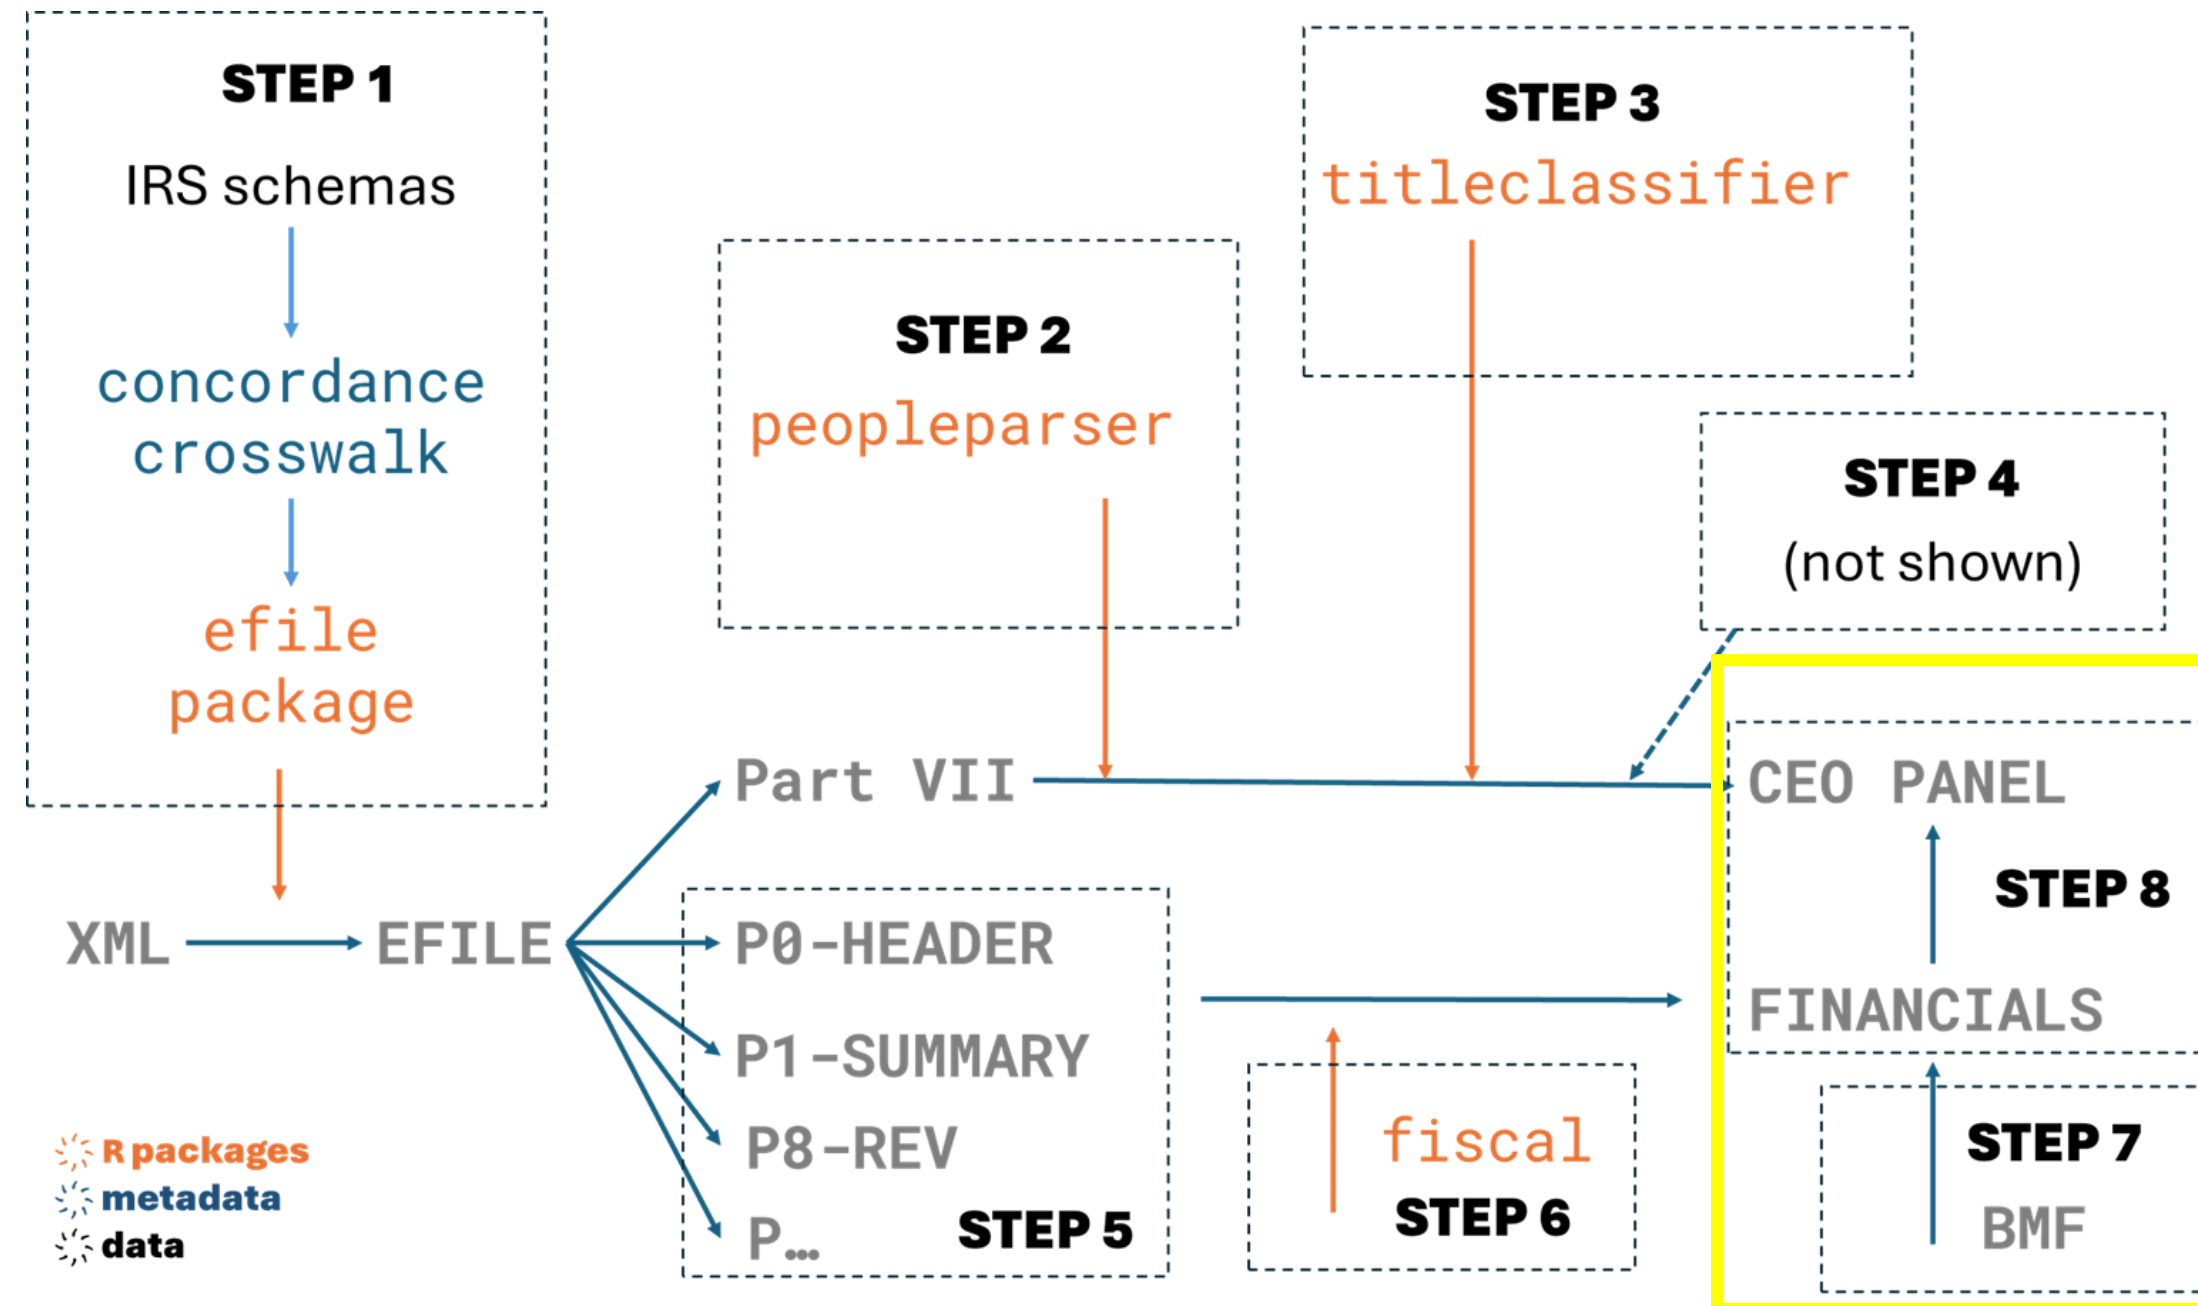 STEP 1
IRS schemas
concordance
crosswalk
efile
package
STEP 2
peopleparser
STEP 3
titleclassifier
STEP 4
(not shown)
XML
EFILE
Part VII
P0-HEADER
P1-SUMMARY
P8-REV
P…
STEP 5
fiscal
STEP 6
CEO PANEL
STEP 8
FINANCIALS
STEP 7
BMF
R packages
metadata
data